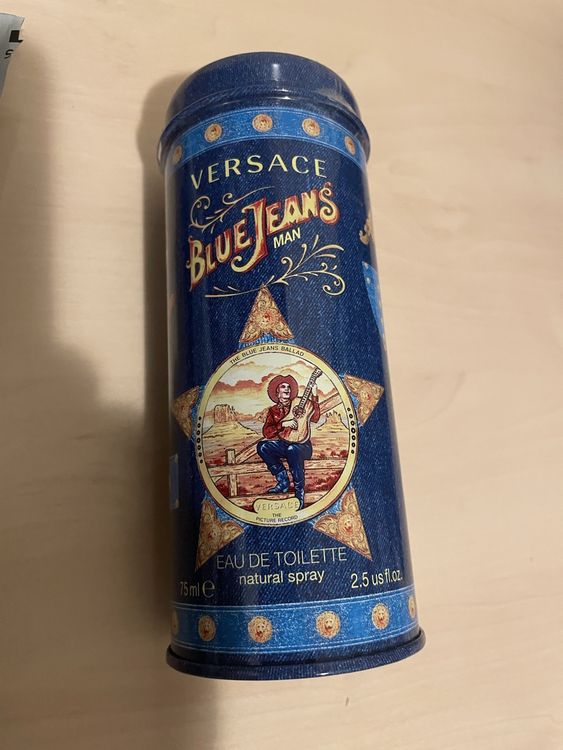 VERSACE
BLUE JEANS
MAN
THE BLUE JEANS BALLAD
VERSACE
THE
PICTURE RECORD
EAU DE TOILETTE
natural spray
75 ml ℮
2.5 us fl.oz.